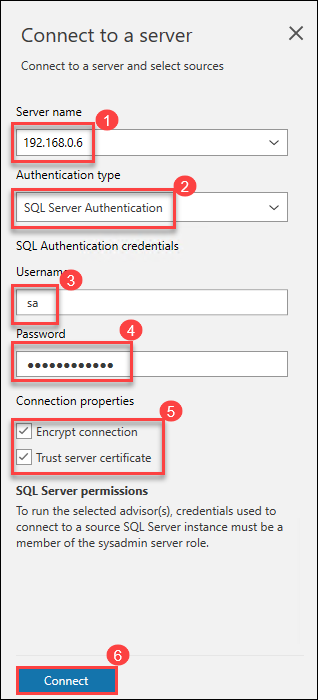 Connect to a server
Connect to a server and select sources
Server name
1
192.168.0.6
Authentication type
2
SQL Server Authentication
SQL Authentication credentials
Username
3
sa
Password
4
●●●●●●●●●●●●
Connection properties
5
Encrypt connection
Trust server certificate
SQL Server permissions
To run the selected advisor(s), credentials used to
connect to a source SQL Server instance must be a
member of the sysadmin server role.
6
Connect